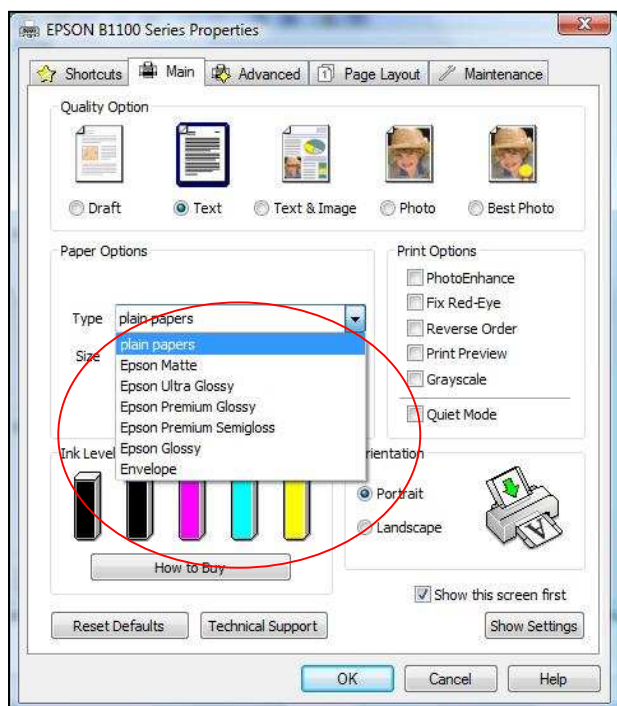 EPSON B1100 Series Properties
Shortcuts Main Advanced Page Layout Maintenance
Quality Option
Draft Text Text & Image Photo Best Photo
Paper Options
Type plain papers
Size
plain papers
Epson Matte
Epson Ultra Glossy
Epson Premium Glossy
Epson Premium Semigloss
Epson Glossy
Envelope
Print Options
PhotoEnhance
Fix Red-Eye
Reverse Order
Print Preview
Grayscale
Quiet Mode
Ink Level
How to Buy
rientation
Portrait
Landscape
Show this screen first
Reset Defaults Technical Support Show Settings
OK Cancel Help